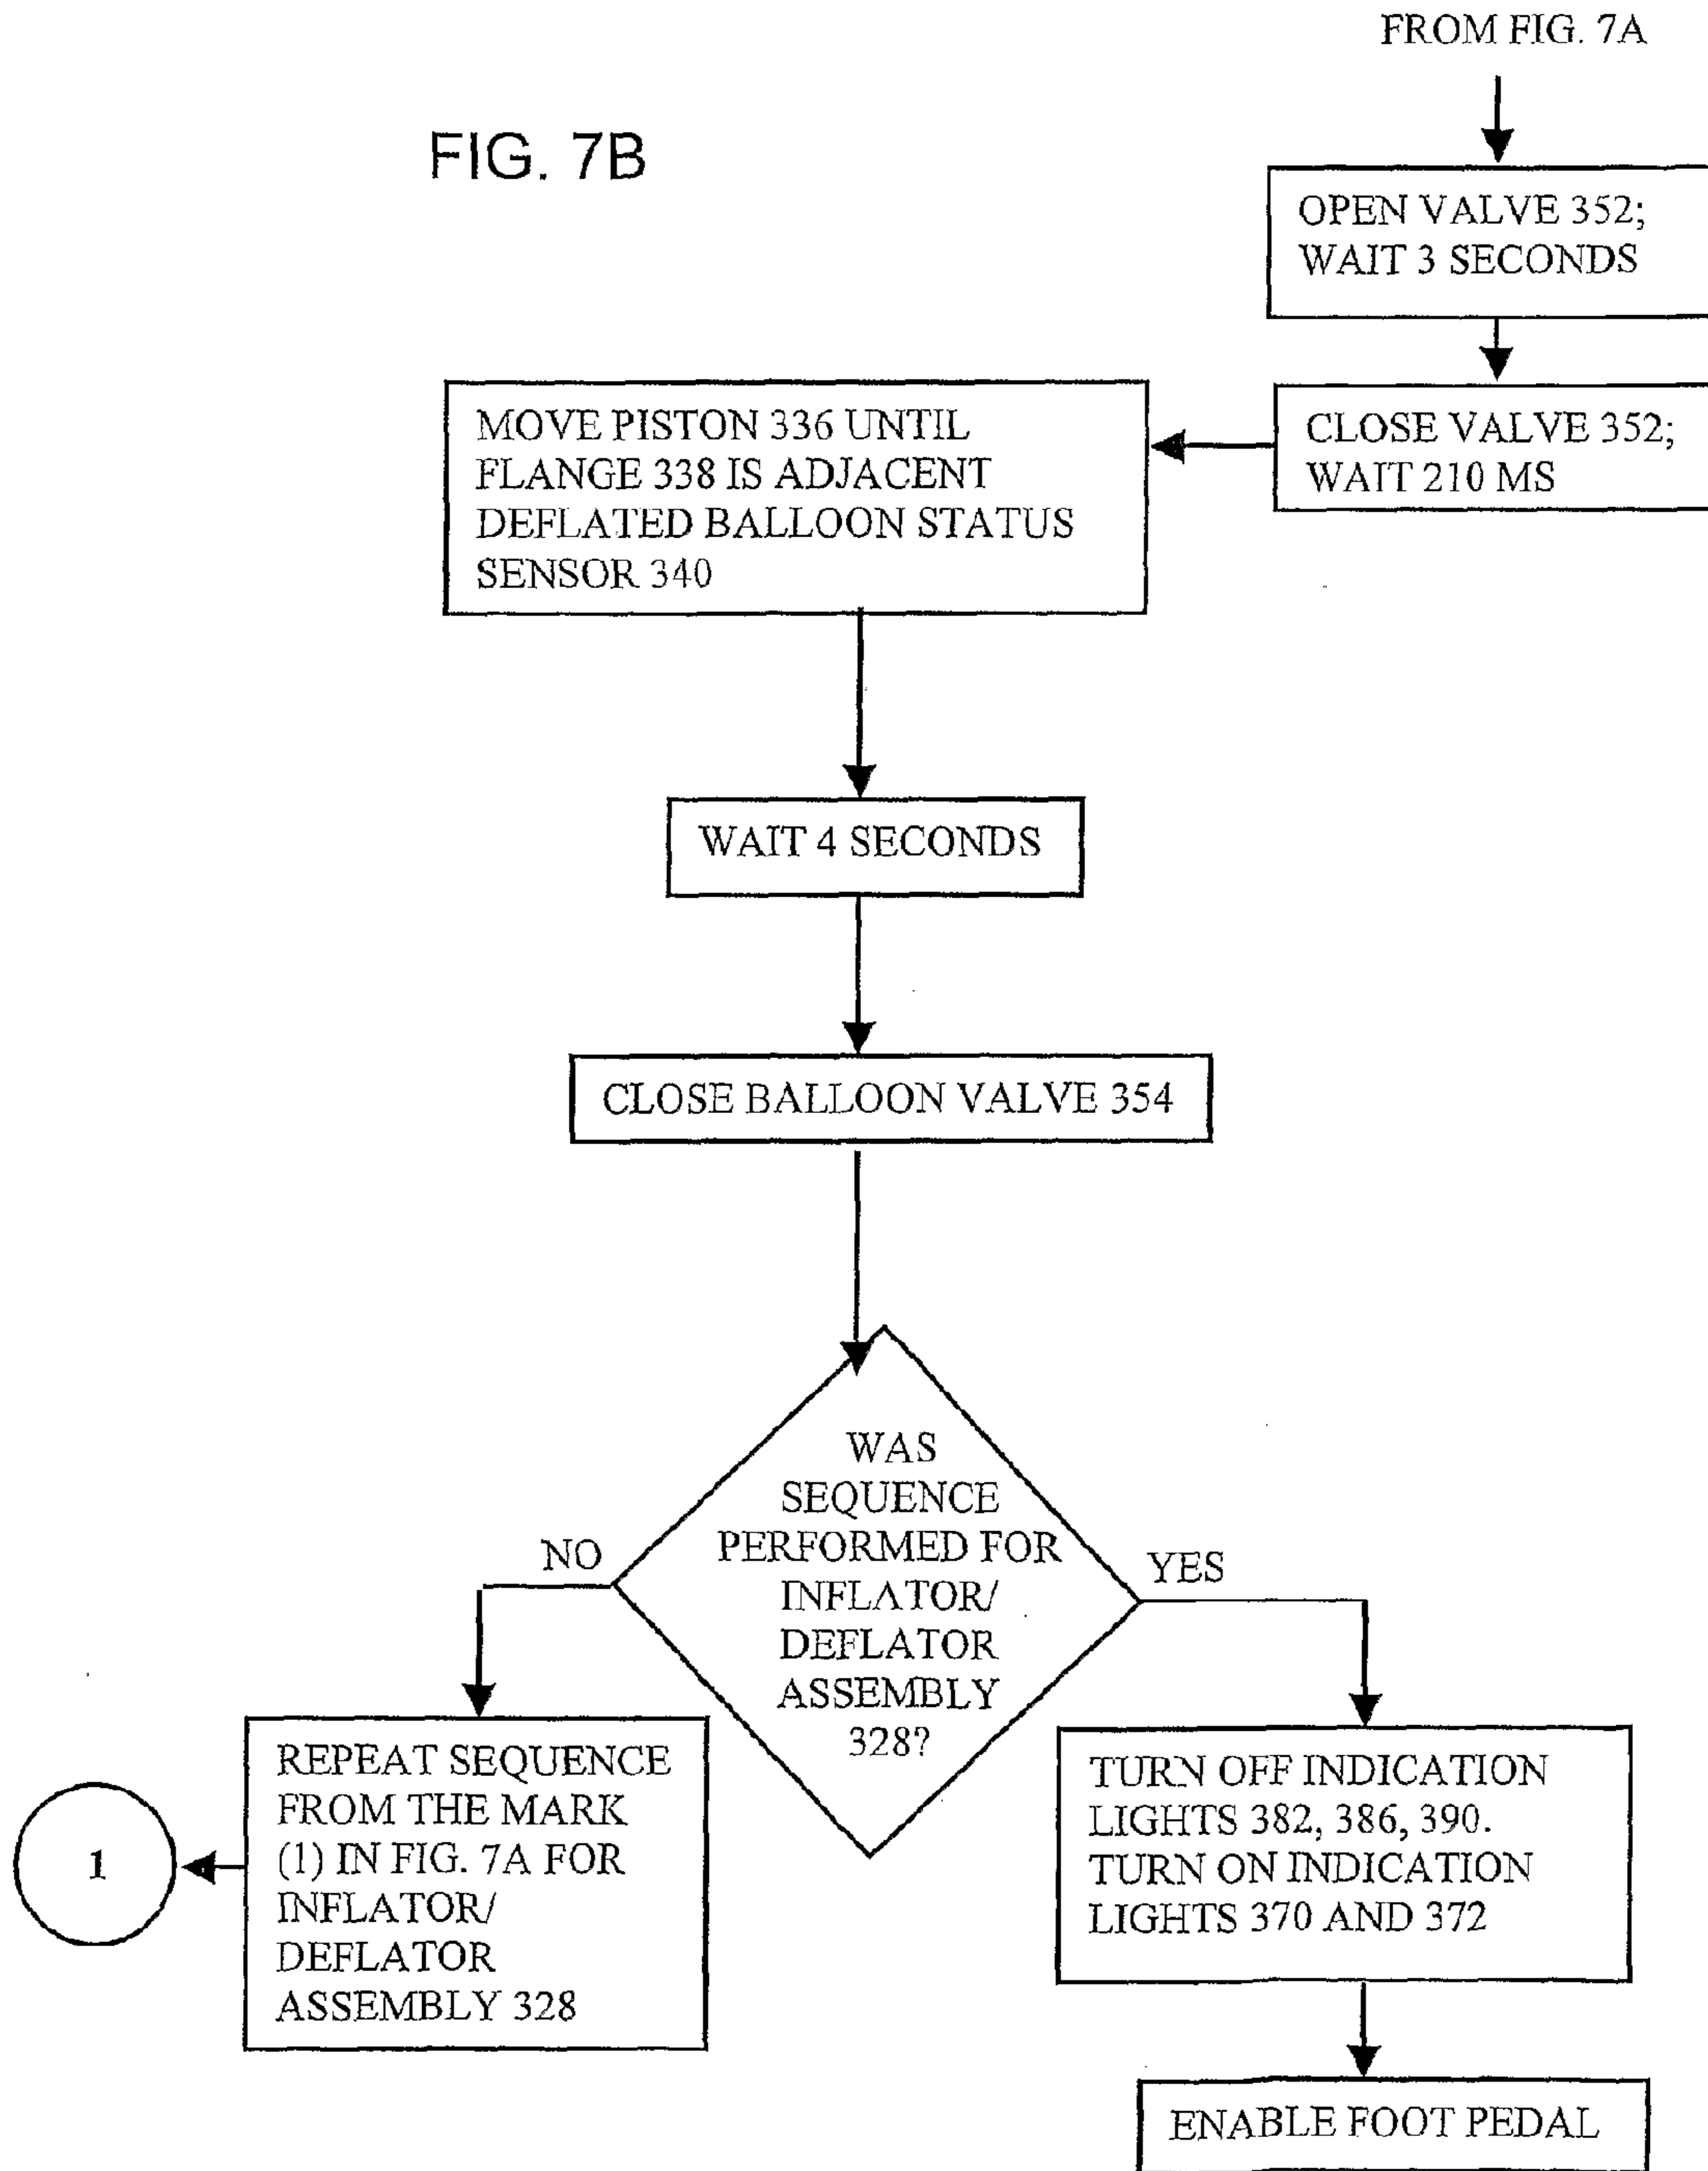 FROM FIG. 7A
FIG. 7B
OPEN VALVE 352;
WAIT 3 SECONDS
CLOSE VALVE 352;
WAIT 210 MS
MOVE PISTON 336 UNTIL
FLANGE 338 IS ADJACENT
DEFLATED BALLOON STATUS
SENSOR 340
WAIT 4 SECONDS
CLOSE BALLOON VALVE 354
WAS
SEQUENCE
PERFORMED FOR
INFLATOR/
DEFLATOR
ASSEMBLY
328?
NO
YES
REPEAT SEQUENCE
FROM THE MARK
(1) IN FIG. 7A FOR
INFLATOR/
DEFLATOR
ASSEMBLY 328
1
TURN OFF INDICATION
LIGHTS 382, 386, 390.
TURN ON INDICATION
LIGHTS 370 AND 372
ENABLE FOOT PEDAL